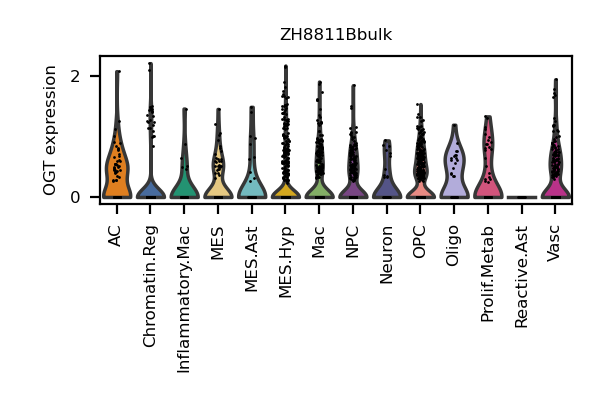 ZH8811Bbulk
OGT expression
2
0
AC
Chromatin.Reg
Inflammatory.Mac
MES
MES.Ast
MES.Hyp
Mac
NPC
Neuron
OPC
Oligo
Prolif.Metab
Reactive.Ast
Vasc